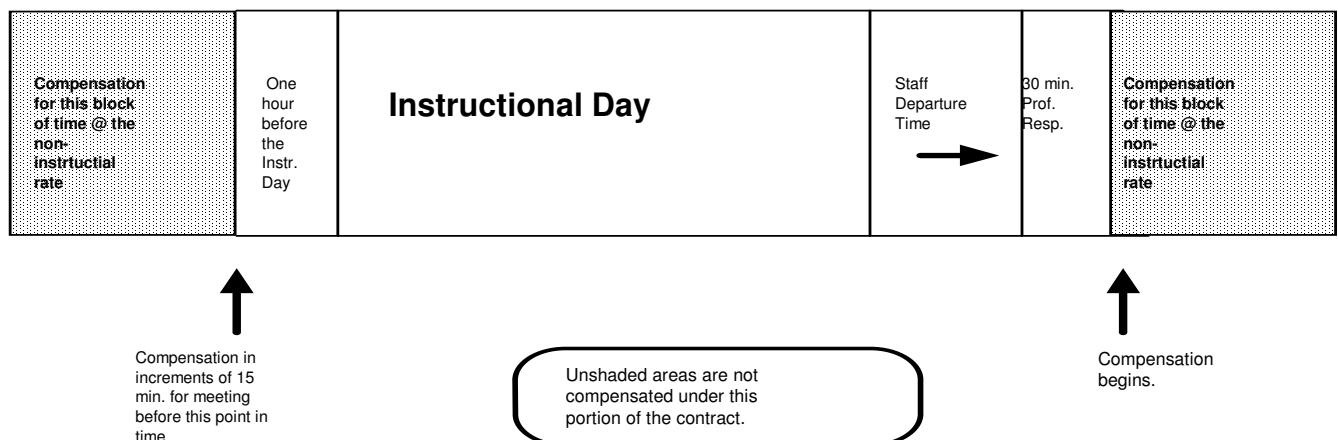 Compensation
for this block
of time @ the
non-
instrtuctial
rate
One
hour
before
the
Instr.
Day
Instructional Day
Staff
Departure
Time
30 min.
Prof.
Resp.
Compensation
for this block
of time @ the
non-
instrtuctial
rate
Compensation in
increments of 15
min. for meeting
before this point in
time
Unshaded areas are not
compensated under this
portion of the contract.
Compensation
begins.